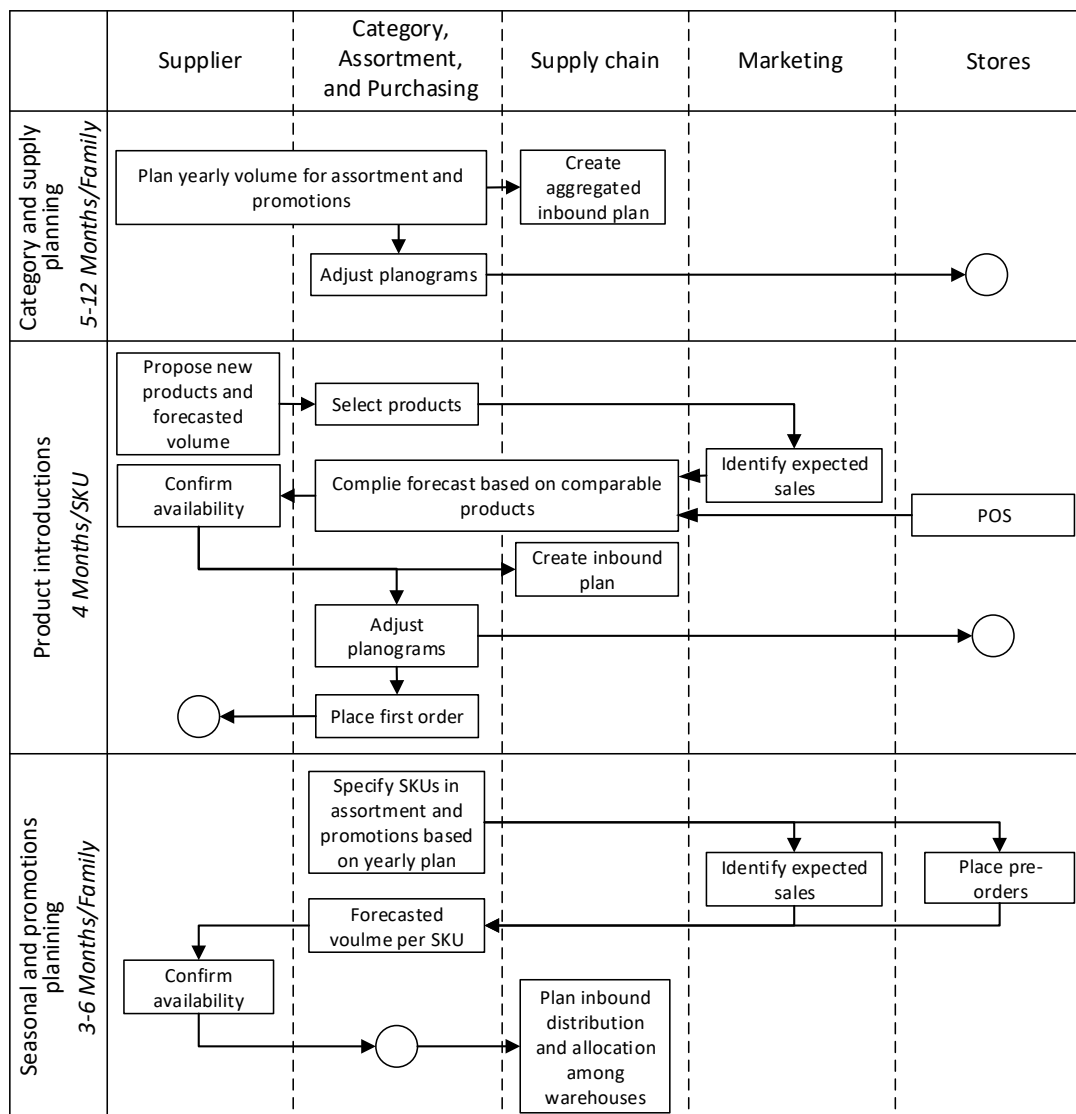 Supplier
Category,
Assortment,
and Purchasing
Supply chain
Marketing
Stores
Category and supply
planning
5-12 Months/Family
Plan yearly volume for assortment and
promotions
Create
aggregated
inbound plan
Adjust planograms
Product introductions
4 Months/SKU
Propose new
products and
forecasted
volume
Select products
Identify expected
sales
Confirm
availability
Complie forecast based on comparable
products
POS
Create inbound
plan
Adjust
planograms
Place first order
Seasonal and promotions
planining
3-6 Months/Family
Specify SKUs in
assortment and
promotions based
on yearly plan
Identify expected
sales
Place pre-
orders
Forecasted
voulme per SKU
Confirm
availability
Plan inbound
distribution
and allocation
among
warehouses